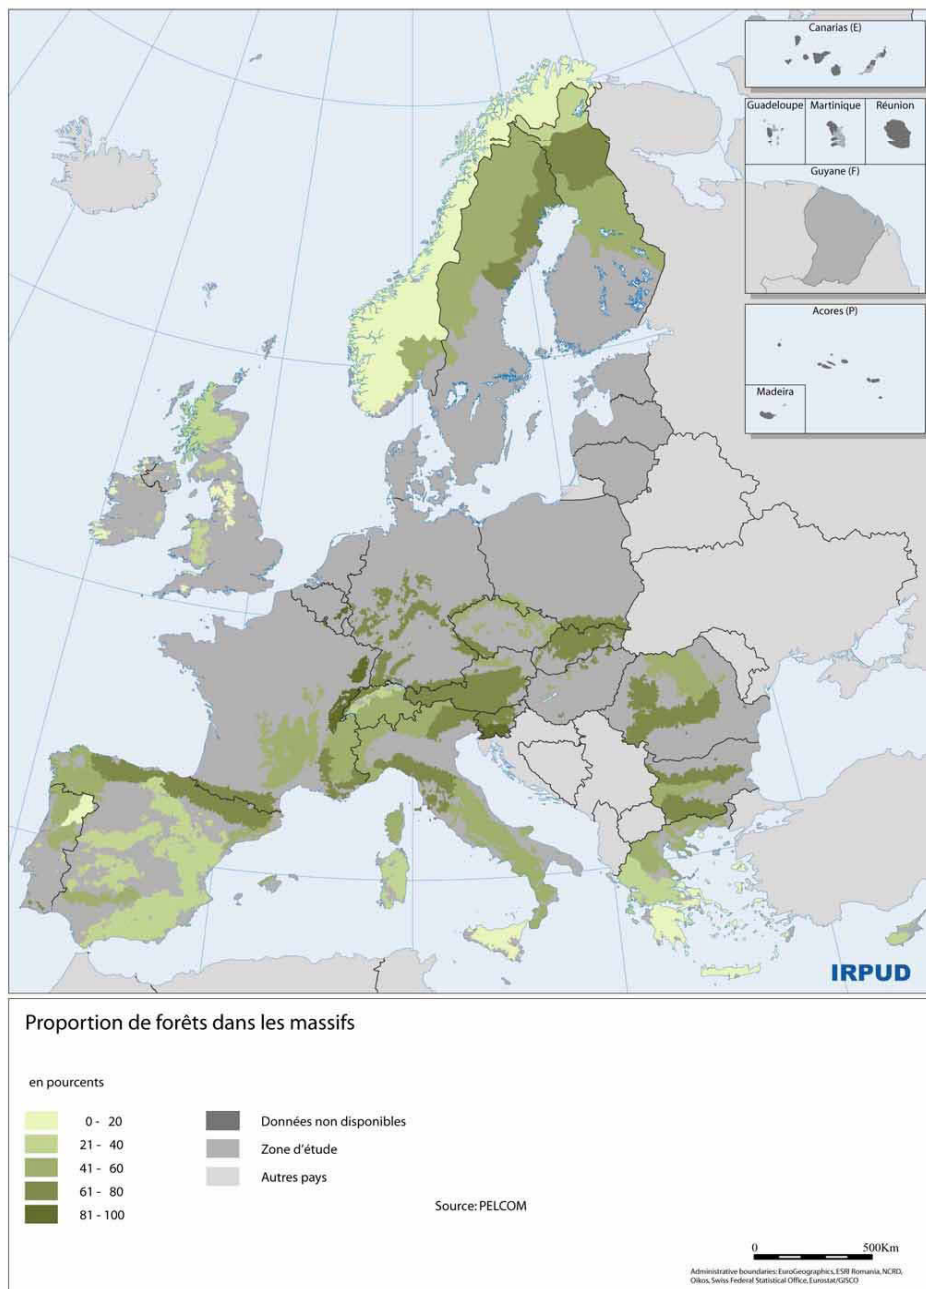 Canarias (E)
Guadeloupe
Martinique
Réunion
Guyane (F)
Acores (P)
Madeira
IRPUD
Proportion de forêts dans les massifs
en pourcents
0 - 20
21 - 40
41 - 60
61 - 80
81 - 100
Données non disponibles
Zone d'étude
Autres pays
Source: PELCOM
0 500Km
Administrative boundaries: EuroGeographics, ESRI Romania, NCRD,
Oikos, Swiss Federal Statistical Office, Eurostat/GISCO